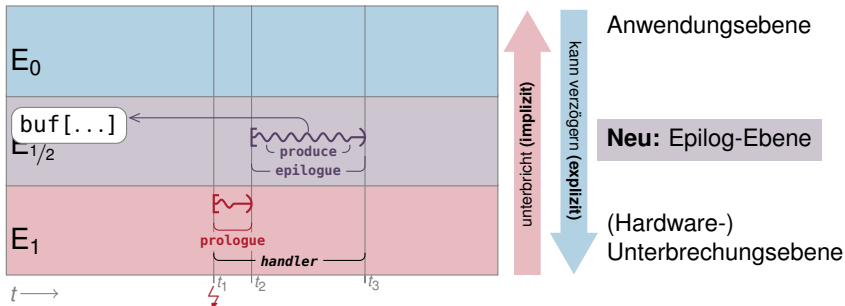 E0
buf[...]
E1/2
produce
epilogue
E1
prologue
handler
t
t1
t2
t3
unterbricht (implizit)
kann verzögern (explizit)
Anwendungsebene
Neu: Epilog-Ebene
(Hardware-)
Unterbrechungsebene